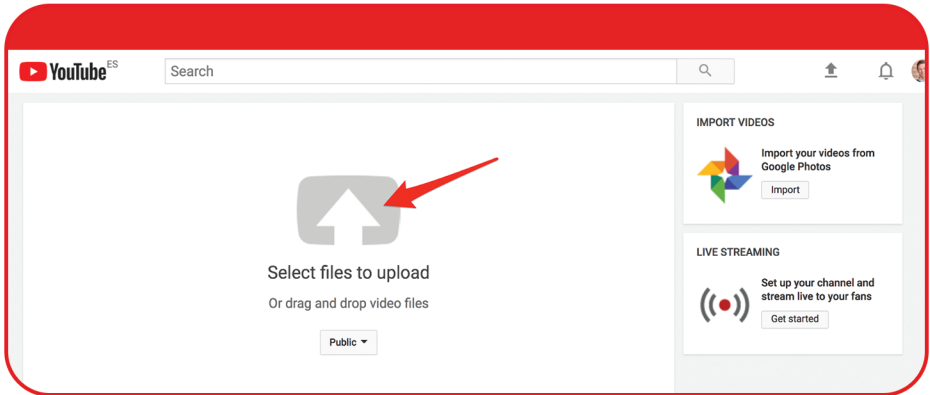 YouTube ES
Search
Select files to upload
Or drag and drop video files
Public
IMPORT VIDEOS
Import your videos from
Google Photos
Import
LIVE STREAMING
Set up your channel and
stream live to your fans
Get started